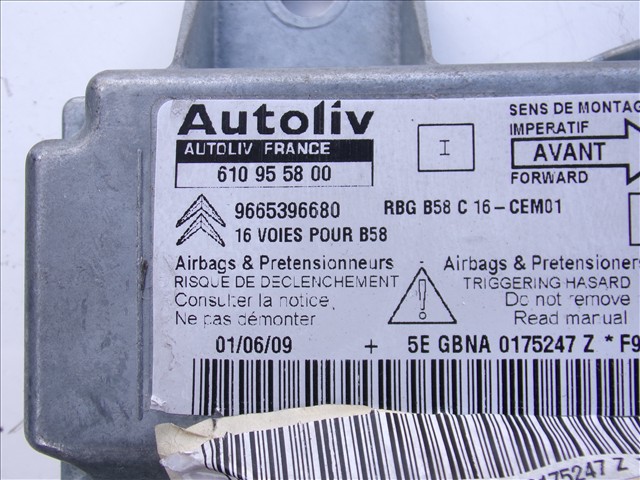 Autoliv
AUTOLIV FRANCE
610 95 58 00
I
SENS DE MONTAG
IMPERATIF
AVANT
FORWARD
9665396680
RBG B58 C 16-CEM01
16 VOIES POUR B58
Airbags & Pretensionneurs
RISQUE DE DECLENCHEMENT
Consulter la notice,
Ne pas démonter
!
Airbags & Pretensioner
TRIGGERING HASARD
Do not remove
Read manual
01/06/09 + 5E GBNA 0175247 Z * F9
0175247 Z